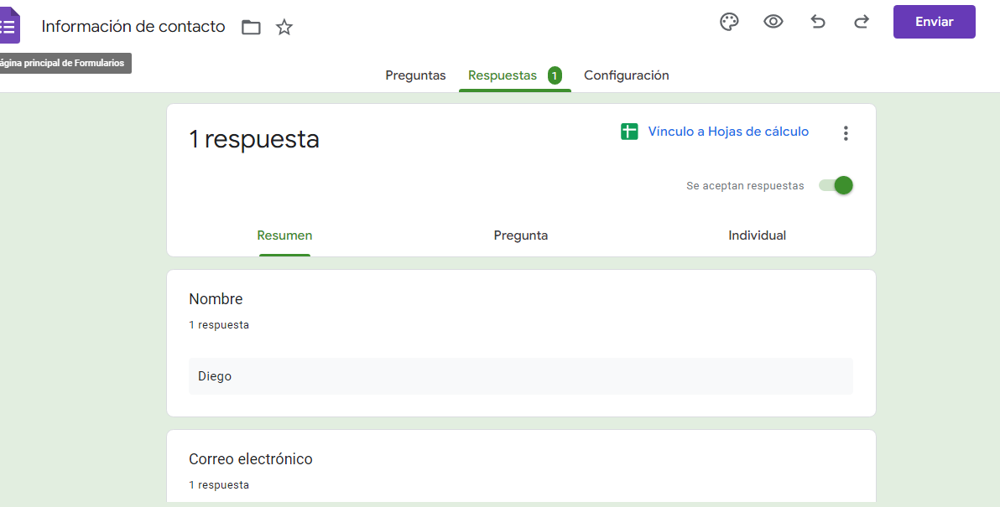 Información de contacto
Enviar
ágina principal de Formularios
Preguntas
Respuestas 1
Configuración
1 respuesta
Vínculo a Hojas de cálculo
Se aceptan respuestas
Resumen
Pregunta
Individual
Nombre
1 respuesta
Diego
Correo electrónico
1 respuesta